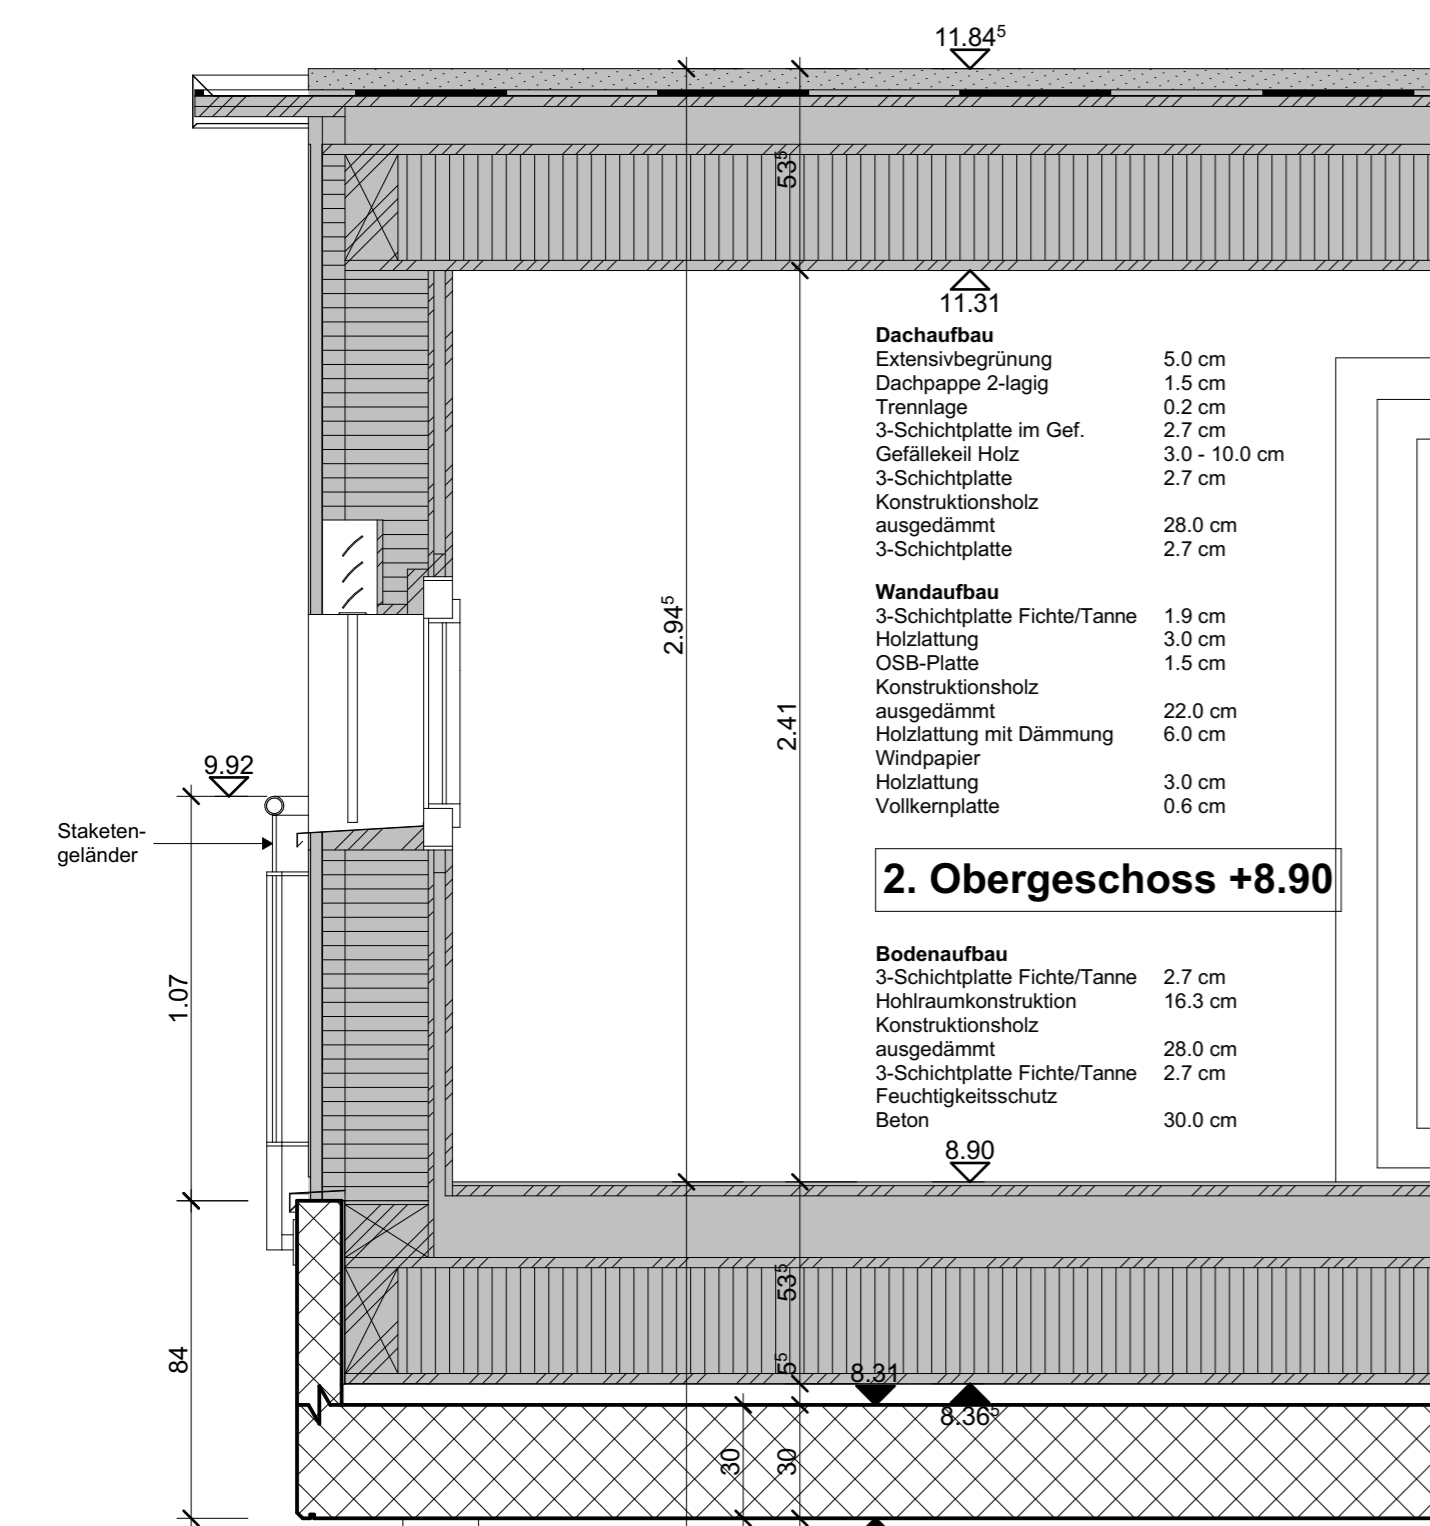 11.84⁵
53⁵
11.31
Dachaufbau
Extensivbegrünung 5.0 cm
Dachpappe 2-lagig 1.5 cm
Trennlage 0.2 cm
3-Schichtplatte im Gef. 2.7 cm
Gefällekeil Holz 3.0 - 10.0 cm
3-Schichtplatte 2.7 cm
Konstruktionsholz
ausgedämmt 28.0 cm
3-Schichtplatte 2.7 cm
Wandaufbau
3-Schichtplatte Fichte/Tanne 1.9 cm
Holzlattung 3.0 cm
OSB-Platte 1.5 cm
Konstruktionsholz
ausgedämmt 22.0 cm
Holzlattung mit Dämmung 6.0 cm
Windpapier
Holzlattung 3.0 cm
Vollkernplatte 0.6 cm
2.94⁵
2.41
9.92
Staketen-
geländer
2. Obergeschoss +8.90
Bodenaufbau
3-Schichtplatte Fichte/Tanne 2.7 cm
Hohlraumkonstruktion 16.3 cm
Konstruktionsholz
ausgedämmt 28.0 cm
3-Schichtplatte Fichte/Tanne 2.7 cm
Feuchtigkeitsschutz
Beton 30.0 cm
1.07
8.90
53⁵
84
5⁵
8.31
8.36⁵
30
30